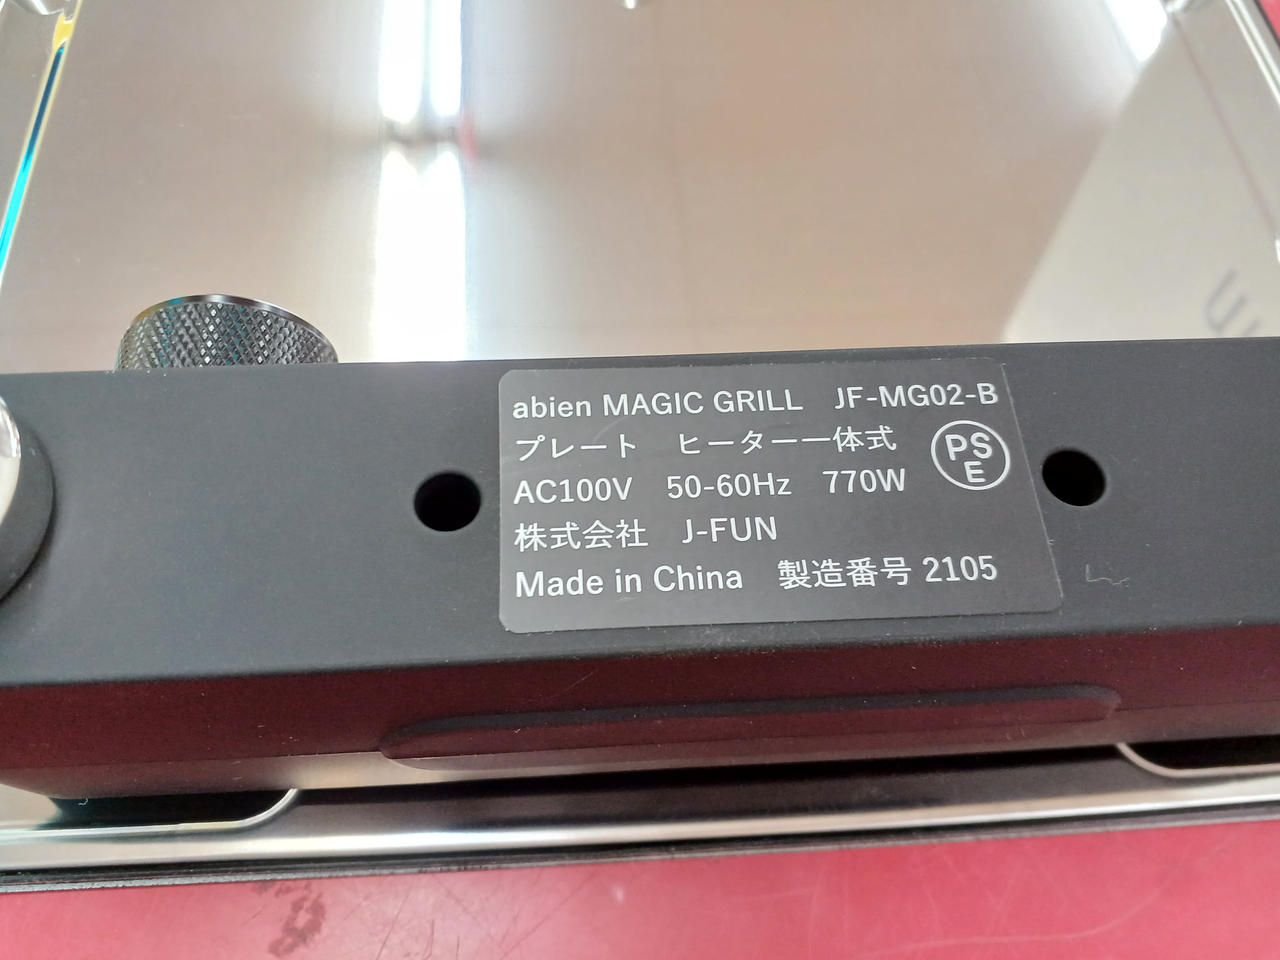 abien MAGIC GRILL JF-MG02-B
プレート ヒーター一体式
PS
E
AC100V 50-60Hz 770W
株式会社 J-FUN
Made in China 製造番号 2105